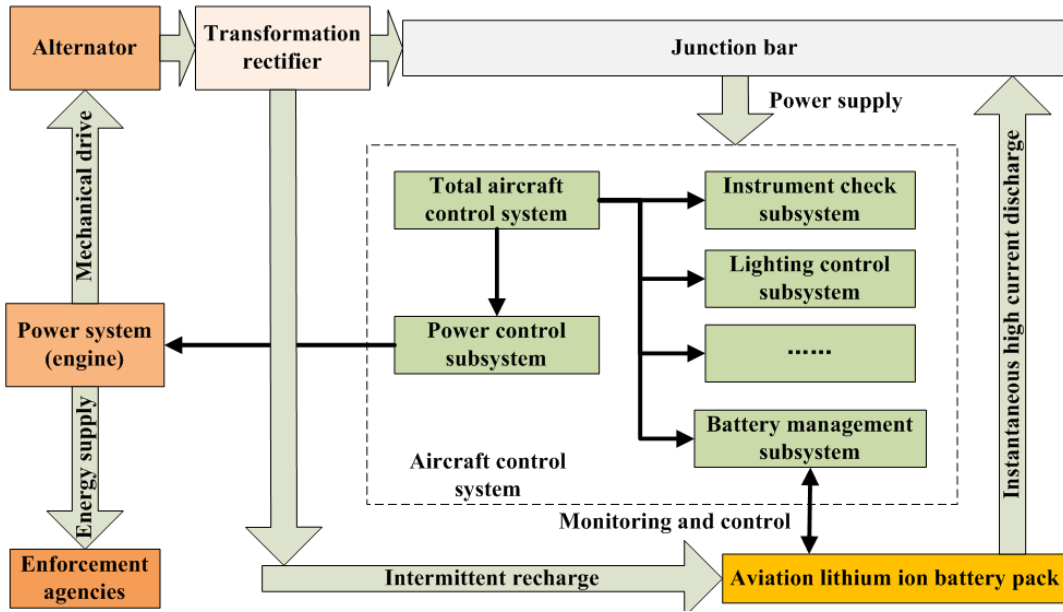 Alternator
Transformation
rectifier
Junction bar
Power supply
Mechanical drive
Total aircraft
control system
Instrument check
subsystem
Lighting control
subsystem
Power system
(engine)
Power control
subsystem
......
Instantaneous high current discharge
Battery management
subsystem
Energy supply
Aircraft control
system
Monitoring and control
Enforcement
agencies
Intermittent recharge
Aviation lithium ion battery pack